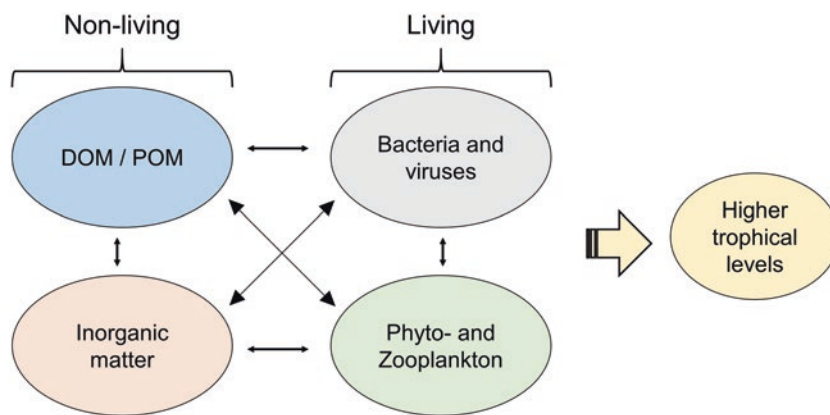 Non-living
Living
DOM / POM
Bacteria and
viruses
Higher
trophical
levels
Inorganic
matter
Phyto- and
Zooplankton